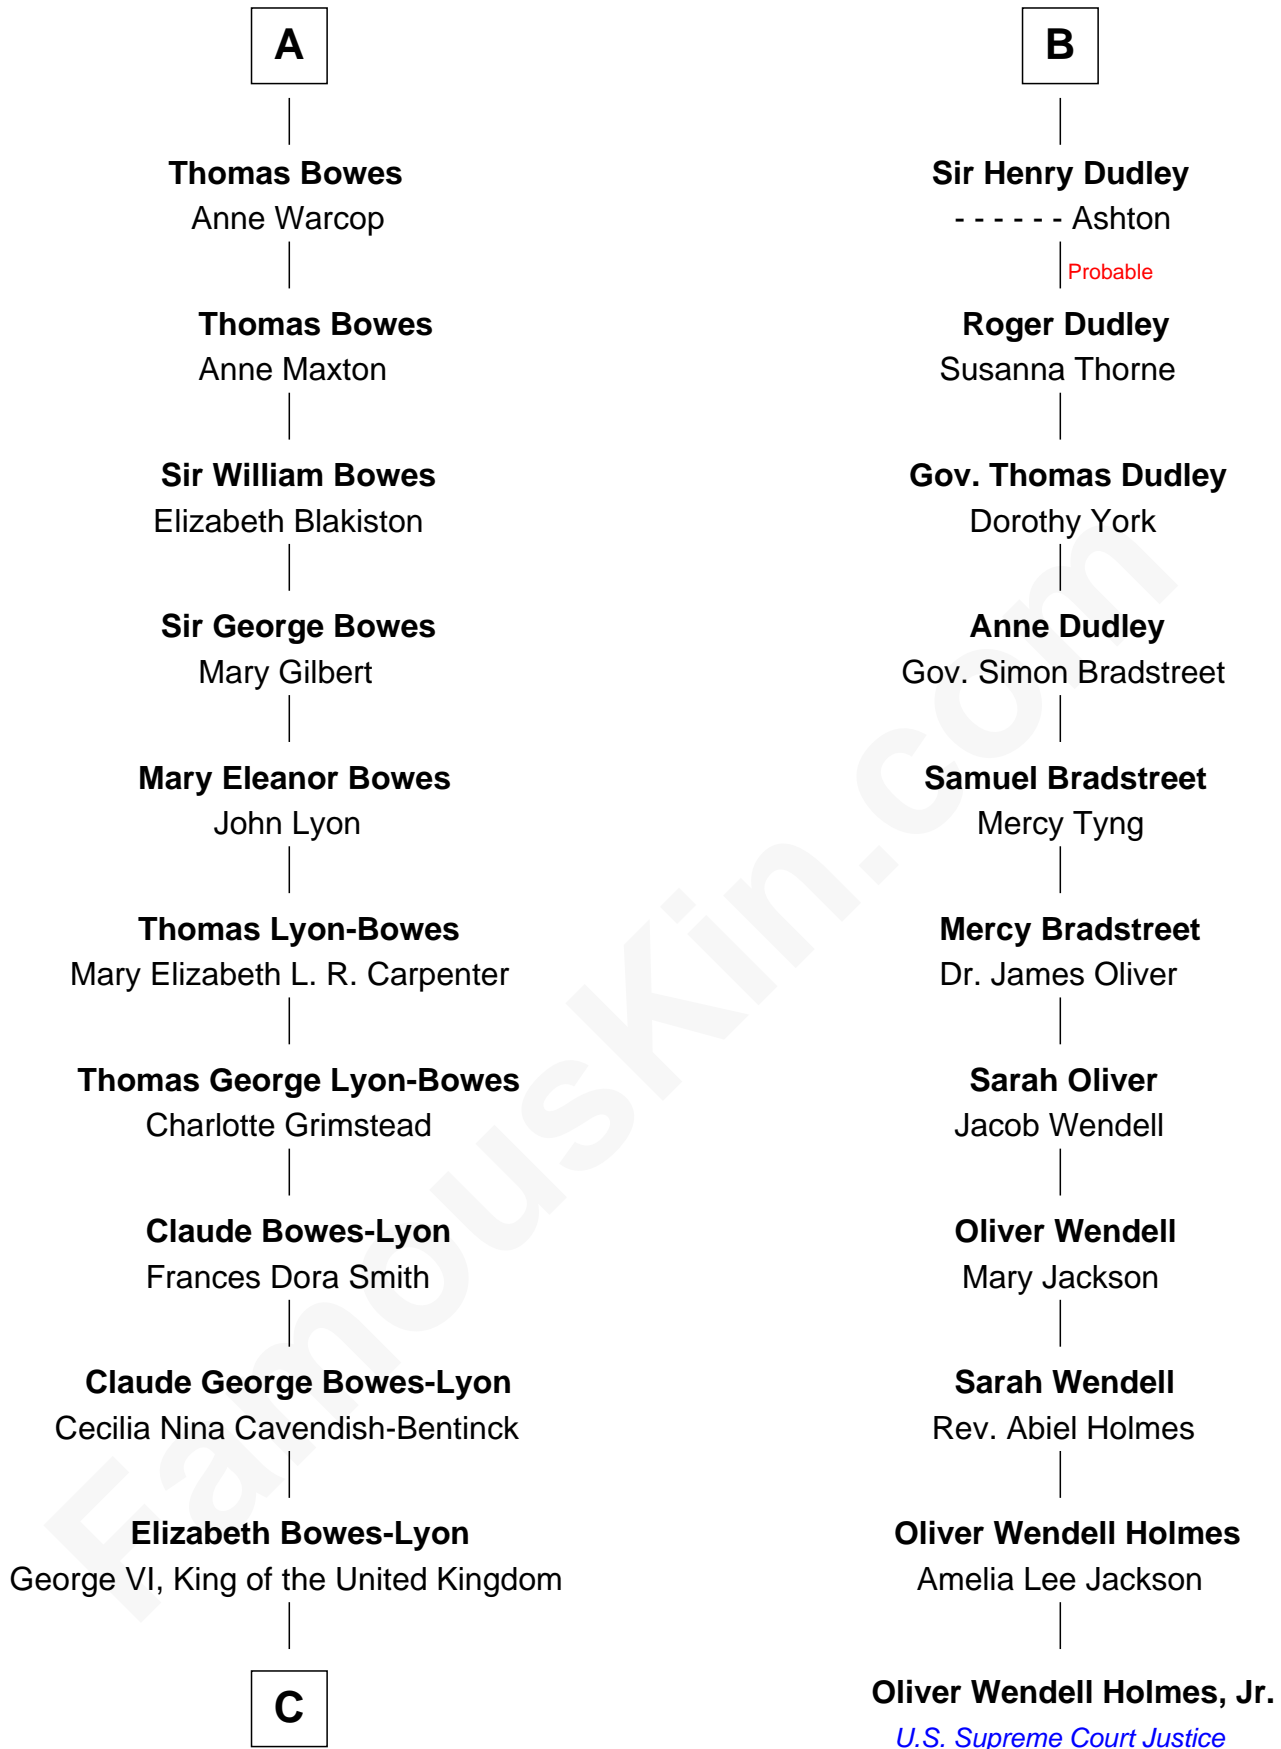 A
Thomas Bowes
Anne Warcop
Thomas Bowes
Anne Maxton
Sir William Bowes
Elizabeth Blakiston
Sir George Bowes
Mary Gilbert
Mary Eleanor Bowes
John Lyon
Thomas Lyon-Bowes
Mary Elizabeth L. R. Carpenter
Thomas George Lyon-Bowes
Charlotte Grimstead
Claude Bowes-Lyon
Frances Dora Smith
Claude George Bowes-Lyon
Cecilia Nina Cavendish-Bentinck
Elizabeth Bowes-Lyon
George VI, King of the United Kingdom
C
B
Sir Henry Dudley
- - - - - - Ashton
Probable
Roger Dudley
Susanna Thorne
Gov. Thomas Dudley
Dorothy York
Anne Dudley
Gov. Simon Bradstreet
Samuel Bradstreet
Mercy Tyng
Mercy Bradstreet
Dr. James Oliver
Sarah Oliver
Jacob Wendell
Oliver Wendell
Mary Jackson
Sarah Wendell
Rev. Abiel Holmes
Oliver Wendell Holmes
Amelia Lee Jackson
Oliver Wendell Holmes, Jr.
U.S. Supreme Court Justice
FamousKin.com